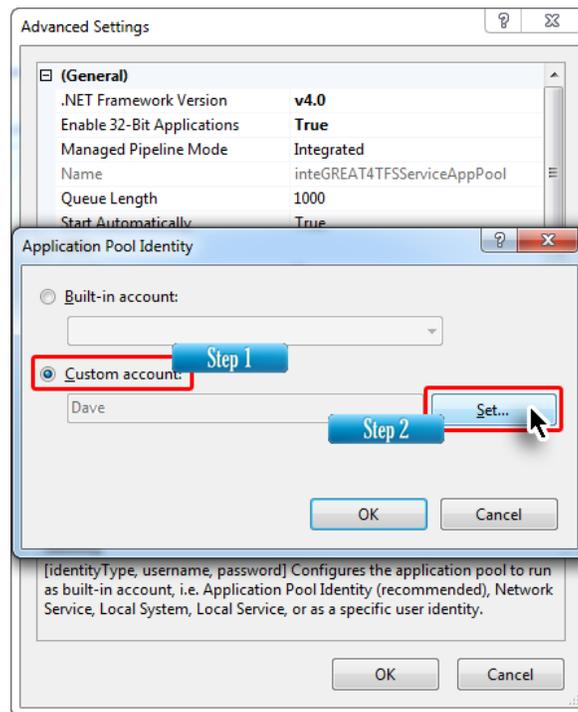 Advanced Settings
(General)
.NET Framework Version v4.0
Enable 32-Bit Applications True
Managed Pipeline Mode Integrated
Name inteGREAT4TFSServiceAppPool
Queue Length 1000
Start Automatically True
Application Pool Identity
Built-in account:
Step 1
Custom account:
Dave
Set...
Step 2
OK Cancel
[identityType, username, password] Configures the application pool to run
as built-in account, i.e. Application Pool Identity (recommended), Network
Service, Local System, Local Service, or as a specific user identity.
OK Cancel